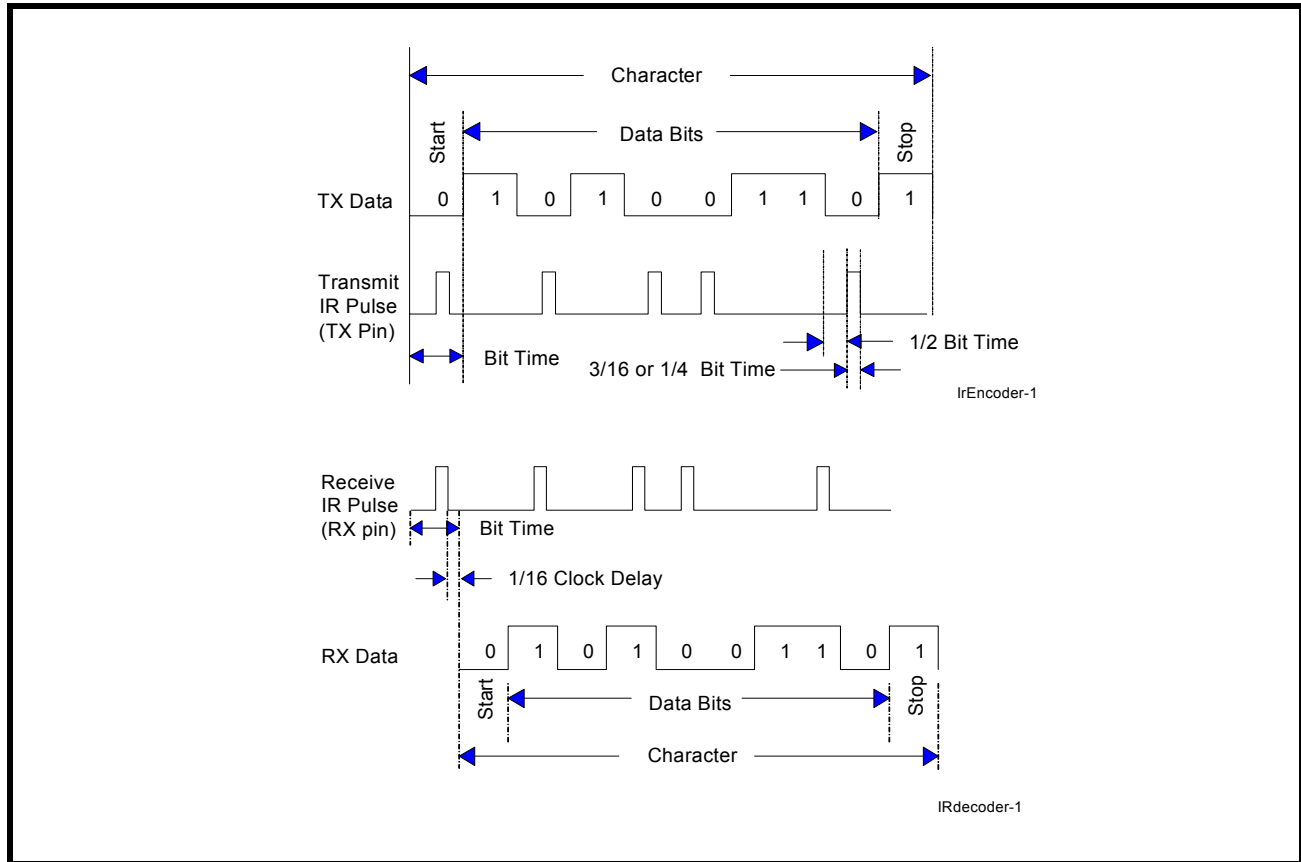 Character
Start
Data Bits
Stop
TX Data
0 1 0 1 0 0 1 1 0 1
Transmit
IR Pulse
(TX Pin)
Bit Time
1/2 Bit Time
3/16 or 1/4 Bit Time
IrEncoder-1
Receive
IR Pulse
(RX pin)
Bit Time
1/16 Clock Delay
RX Data
0 1 0 1 0 0 1 1 0 1
Start
Data Bits
Stop
Character
IRdecoder-1